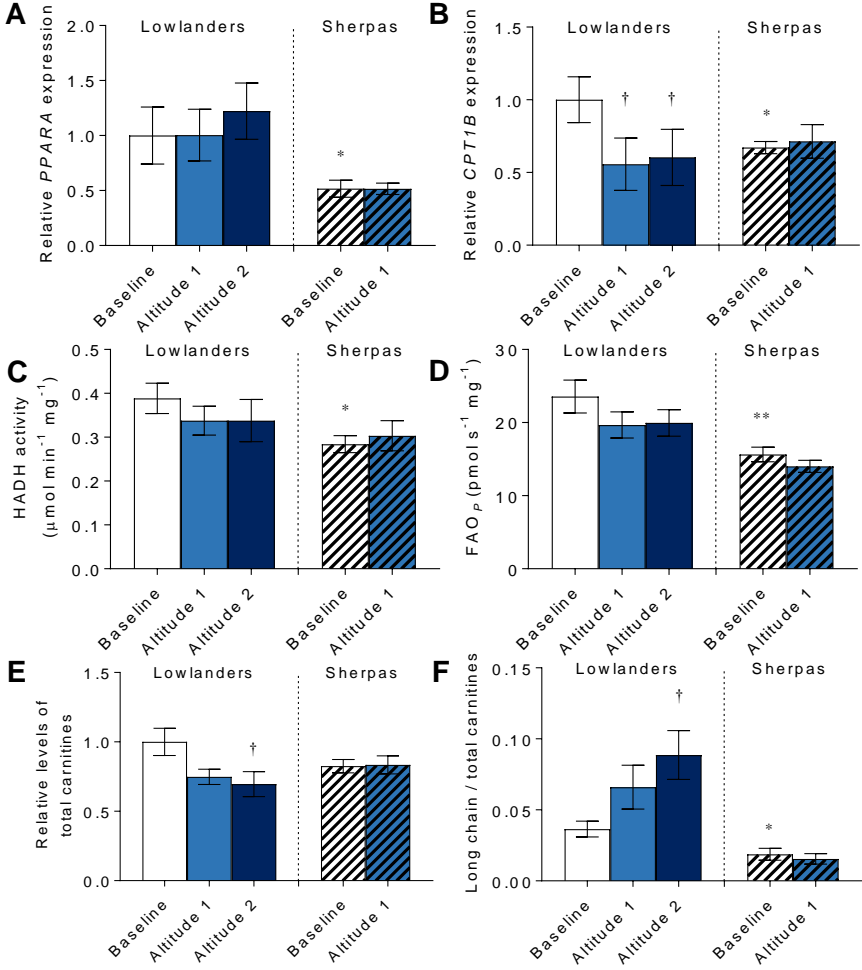 A
Lowlanders
Sherpas
Relative PPARA expression
2.0
1.5
1.0
0.5
0.0
*
Baseline
Altitude 1
Altitude 2
Baseline
Altitude 1
B
Lowlanders
Sherpas
Relative CPT1B expression
1.5
1.0
0.5
0.0
†
†
*
Baseline
Altitude 1
Altitude 2
Baseline
Altitude 1
C
Lowlanders
Sherpas
HADH activity
(μmol min⁻¹ mg⁻¹)
0.5
0.4
0.3
0.2
0.1
0.0
*
Baseline
Altitude 1
Altitude 2
Baseline
Altitude 1
D
Lowlanders
Sherpas
FAOP (pmol s⁻¹ mg⁻¹)
30
20
10
0
**
Baseline
Altitude 1
Altitude 2
Baseline
Altitude 1
E
Lowlanders
Sherpas
Relative levels of
total carnitines
1.5
1.0
0.5
0.0
†
Baseline
Altitude 1
Altitude 2
Baseline
Altitude 1
F
Lowlanders
Sherpas
Long chain / total carnitines
0.15
0.10
0.05
0.00
†
*
Baseline
Altitude 1
Altitude 2
Baseline
Altitude 1